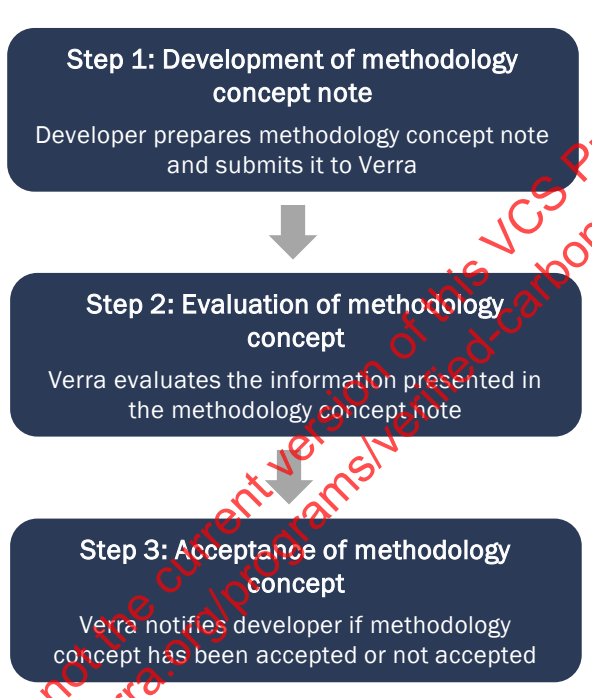 Step 1: Development of methodology
concept note
Developer prepares methodology concept note
and submits it to Verra
Step 2: Evaluation of methodology
concept
Verra evaluates the information presented in
the methodology concept note
Step 3: Acceptance of methodology
concept
Verra notifies developer if methodology
concept has been accepted or not accepted
not the current version of this VCS
rra.org/programs/verified-carbon